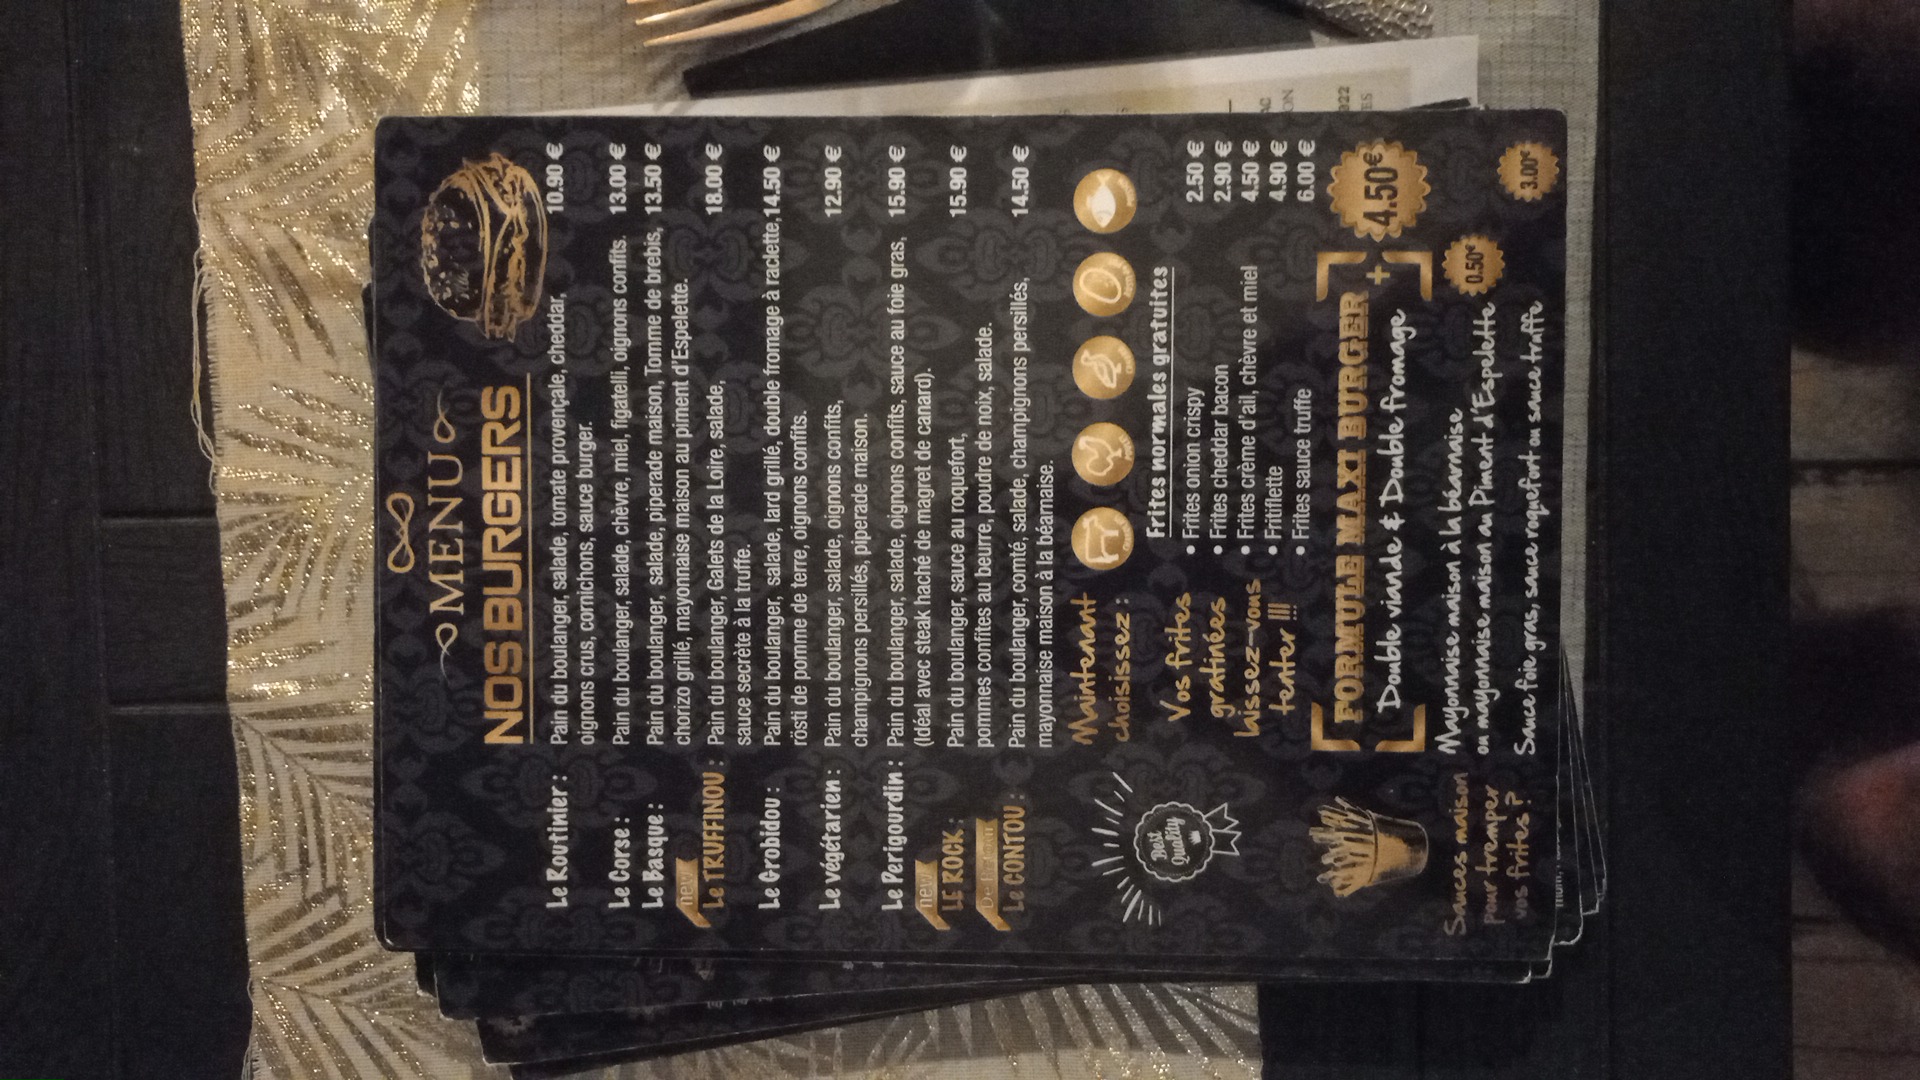 MENU
NOS BURGERS
Le Routinier : Pain du boulanger, salade, tomate provençale, cheddar, 10.90 €
oignons crus, cornichons, sauce burger.
Le Corse : Pain du boulanger, salade, chèvre, miel, figatelli, oignons confits. 13.00 €
Le Basque : Pain du boulanger, salade, piperade maison, Tomme de brebis, 13.50 €
chorizo grillé, mayonnaise maison au piment d'Espelette.
new
Le TRUFFINOU : Pain du boulanger, Galets de la Loire, salade, 18.00 €
sauce secrète à la truffe.
Le Grobidou : Pain du boulanger, salade, lard grillé, double fromage à raclette, 14.50 €
rösti de pomme de terre, oignons confits.
Le végétarien : Pain du boulanger, salade, oignons confits, 12.90 €
champignons persillés, piperade maison.
Le Perigourdin : Pain du boulanger, salade, oignons confits, sauce au foie gras, 15.90 €
(Idéal avec steak haché de magret de canard).
new
LE ROCK : Pain du boulanger, sauce au roquefort, 15.90 €
pommes confites au beurre, poudre de noix, salade.
Le CONTOU : Pain du boulanger, comté, salade, champignons persillés, 14.50 €
mayonnaise maison à la béarnaise.
Maintenant
choisissez :
Frites normales gratuites
Vos frites
gratinées
laissez-vous
tenter !!!
• Frites onion crispy 2.50 €
• Frites cheddar bacon 2.90 €
• Frites crème d'ail, chèvre et miel 4.50 €
• Fritiflette 4.90 €
• Frites sauce truffe 6.00 €
Best
Quality
FORMULE MAXI BURGER
Double viande & Double fromage + 4.50€
Sauces maison
pour tremper
vos frites ?
Mayonnaise maison à la béarnaise
ou mayonnaise maison au Piment d'Espelette 0.50€
Sauce foie gras, sauce roquefort ou sauce truffe 3.00€